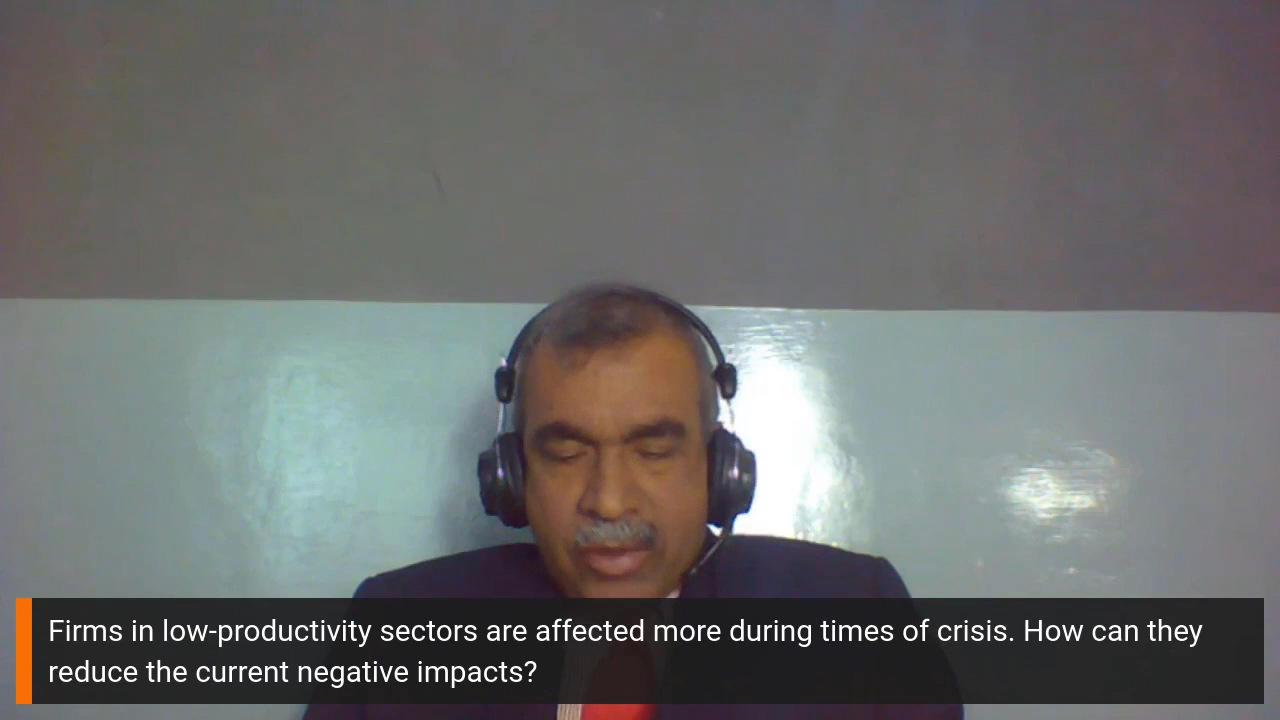 Firms in low-productivity sectors are affected more during times of crisis. How can they
reduce the current negative impacts?